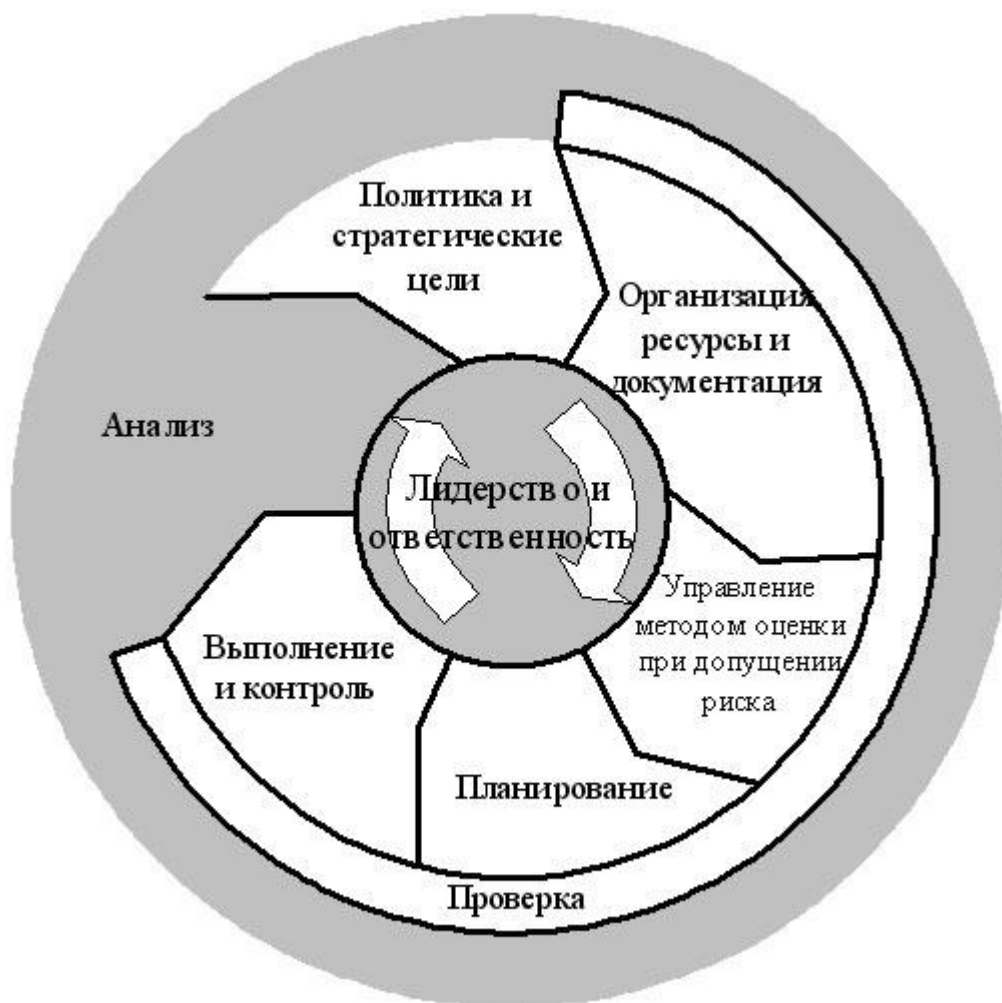 Политика и
стратегические
цели
Организация,
ресурсы и
документация
Анализ
Лидерство и
ответственность
Управление
методом оценки
при допущении
риска
Выполнение
и контроль
Планирование
Проверка